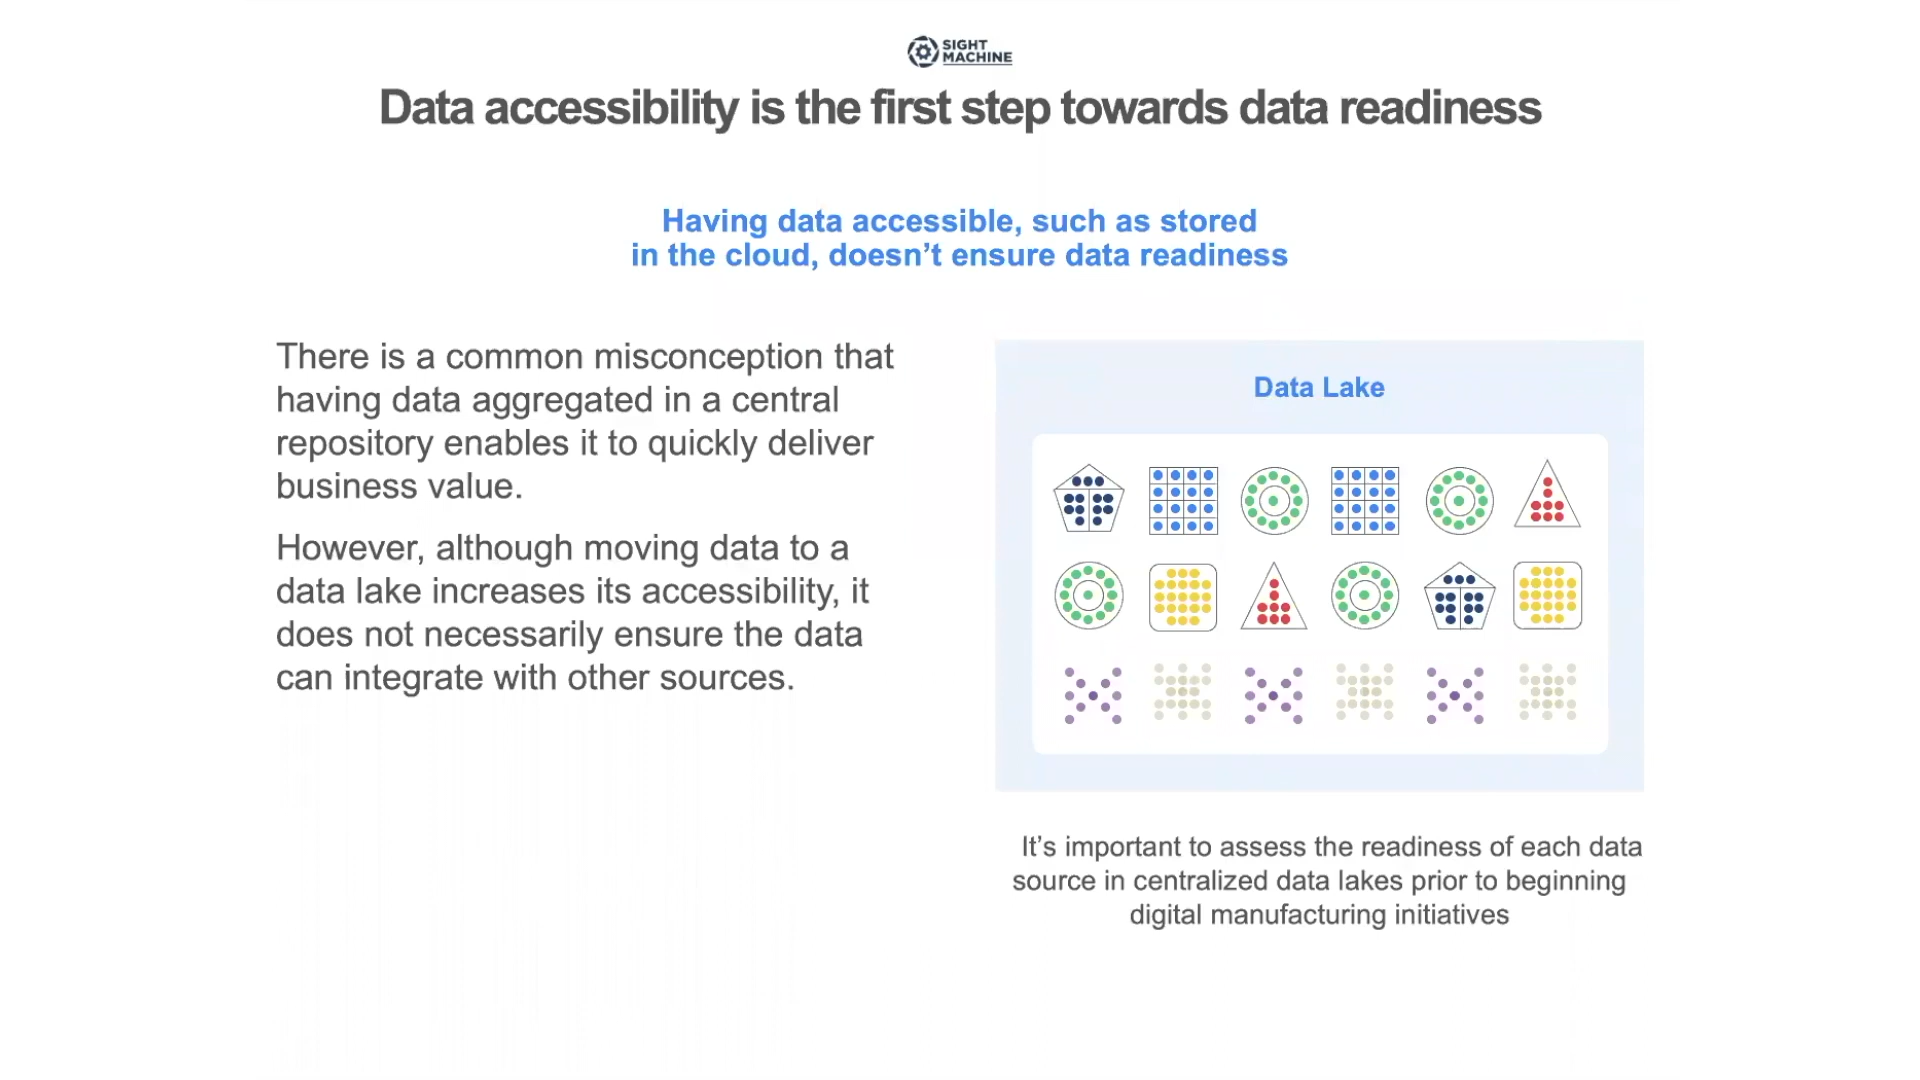 SIGHT
MACHINE
Data accessibility is the first step towards data readiness
Having data accessible, such as stored
in the cloud, doesn’t ensure data readiness
There is a common misconception that
having data aggregated in a central
repository enables it to quickly deliver
business value.
However, although moving data to a
data lake increases its accessibility, it
does not necessarily ensure the data
can integrate with other sources.
Data Lake
It’s important to assess the readiness of each data
source in centralized data lakes prior to beginning
digital manufacturing initiatives